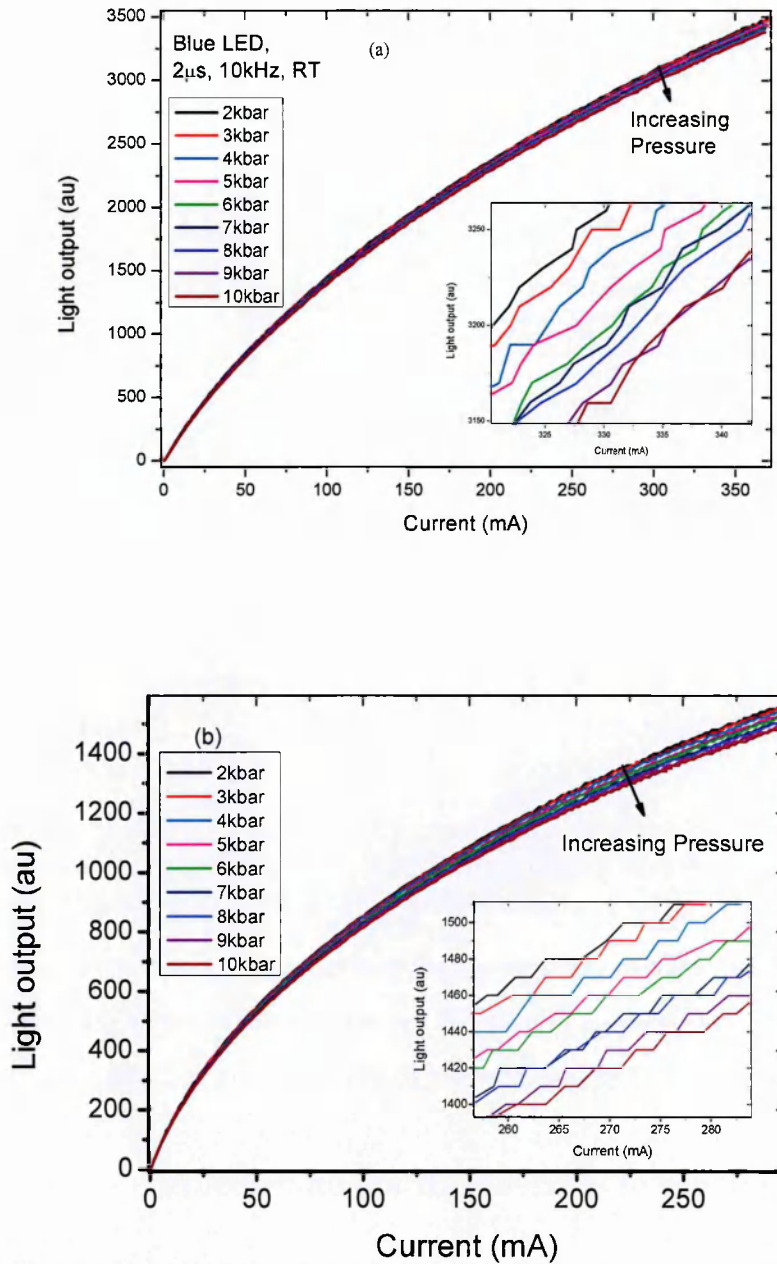 (a)
Blue LED,
2μs, 10kHz, RT
2kbar
3kbar
4kbar
5kbar
6kbar
7kbar
8kbar
9kbar
10kbar
Increasing
Pressure
Light output (au)
3500
3000
2500
2000
1500
1000
500
0
0 50 100 150 200 250 300 350
Current (mA)
Light output (au)
3250
3200
3150
325 330 335 340
Current (mA)
(b)
2kbar
3kbar
4kbar
5kbar
6kbar
7kbar
8kbar
9kbar
10kbar
Increasing Pressure
Light output (au)
1400
1200
1000
800
600
400
200
0
0 50 100 150 200 250
Current (mA)
Light output (au)
1500
1480
1460
1440
1420
1400
260 265 270 275 280
Current (mA)